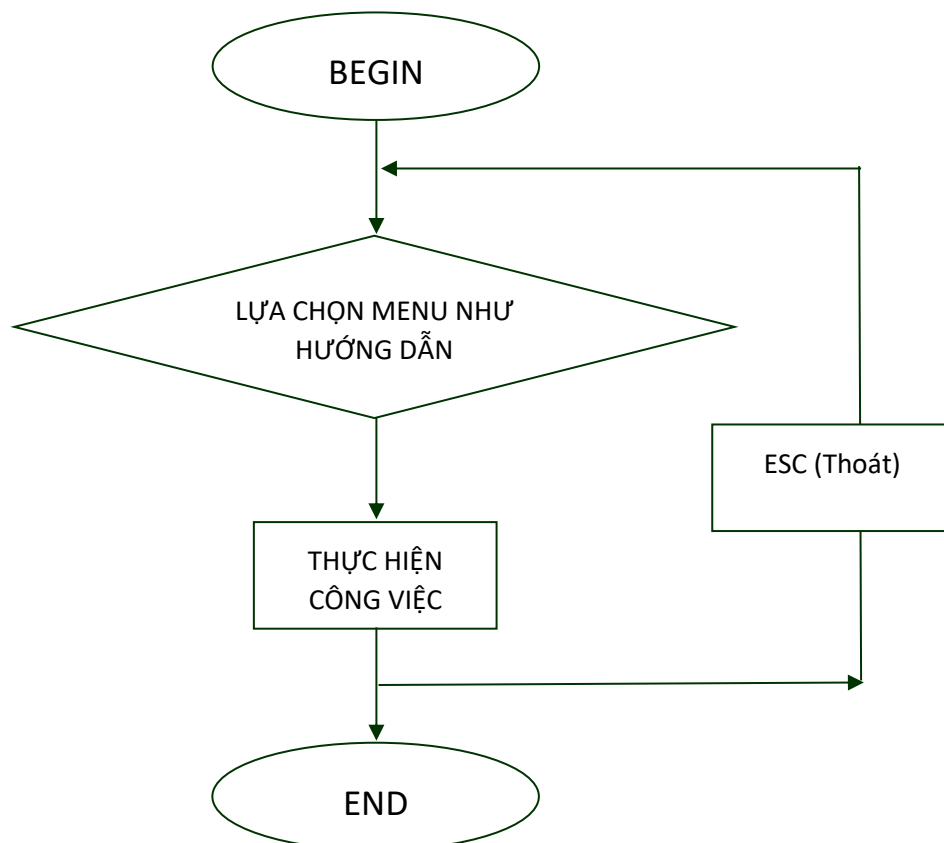 BEGIN
LỰA CHỌN MENU NHƯ
HƯỚNG DẪN
ESC (Thoát)
THỰC HIỆN
CÔNG VIỆC
END